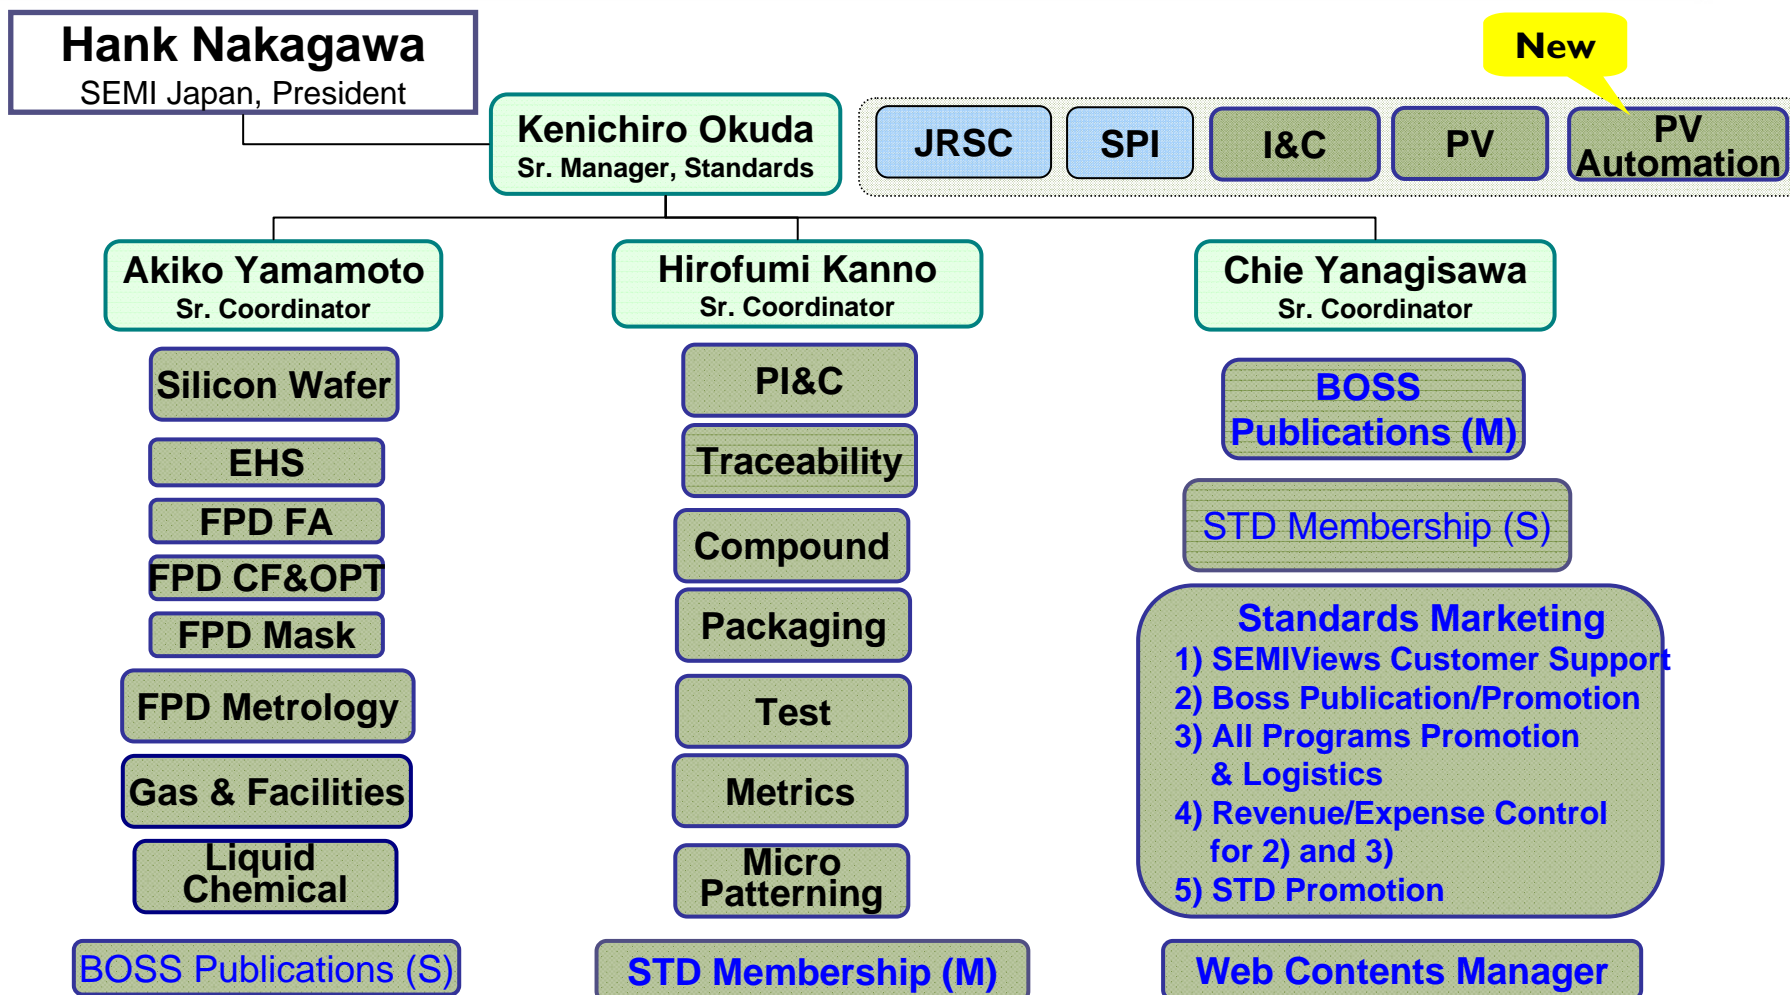 Hank Nakagawa
SEMI Japan, President
New
Kenichiro Okuda
Sr. Manager, Standards
JRSC
SPI
I&C
PV
PV
Automation
Akiko Yamamoto
Sr. Coordinator
Hirofumi Kanno
Sr. Coordinator
Chie Yanagisawa
Sr. Coordinator
Silicon Wafer
EHS
FPD FA
FPD CF&OPT
FPD Mask
FPD Metrology
Gas & Facilities
Liquid
Chemical
BOSS Publications (S)
PI&C
Traceability
Compound
Packaging
Test
Metrics
Micro
Patterning
STD Membership (M)
BOSS
Publications (M)
STD Membership (S)
Standards Marketing
1) SEMIViews Customer Support
2) Boss Publication/Promotion
3) All Programs Promotion
& Logistics
4) Revenue/Expense Control
for 2) and 3)
5) STD Promotion
Web Contents Manager